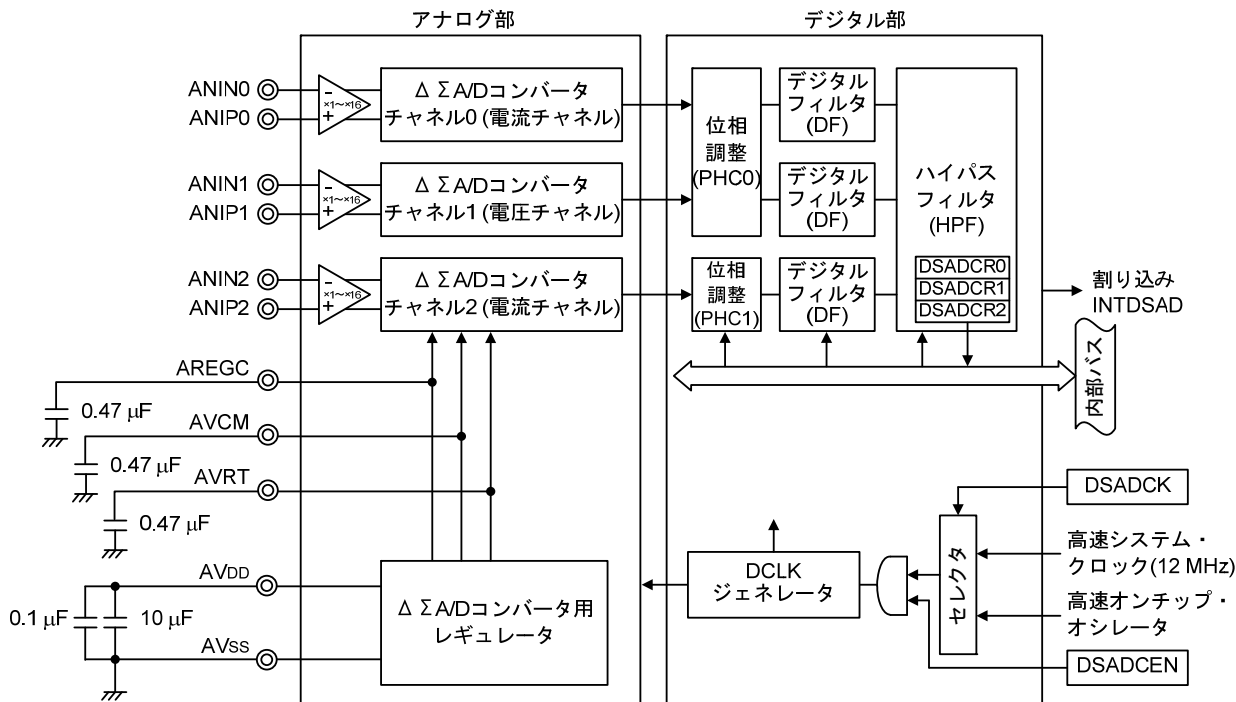 アナログ部
デジタル部
ANIN0
ANIP0
−
×1～×16
+
ΔΣA/Dコンバータ
チャネル0 (電流チャネル)
位相
調整
(PHC0)
デジタル
フィルタ
(DF)
ANIN1
ANIP1
−
×1～×16
+
ΔΣA/Dコンバータ
チャネル1 (電圧チャネル)
デジタル
フィルタ
(DF)
ハイパス
フィルタ
(HPF)
ANIN2
ANIP2
−
×1～×16
+
ΔΣA/Dコンバータ
チャネル2 (電流チャネル)
位相
調整
(PHC1)
デジタル
フィルタ
(DF)
DSADCR0
DSADCR1
DSADCR2
割り込み
INTDSAD
内部バス
AREGC
0.47 μF
AVCM
0.47 μF
AVRT
0.47 μF
AVDD
0.1 μF
10 μF
AVSS
ΔΣA/Dコンバータ用
レギュレータ
DCLK
ジェネレータ
セレクタ
DSADCK
高速システム・
クロック(12 MHz)
高速オンチップ・
オシレータ
DSADCEN